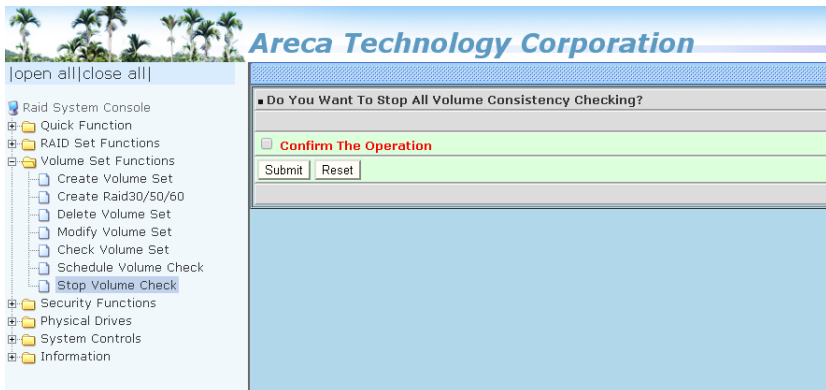 Areca Technology Corporation
|open all|close all|
Raid System Console
Quick Function
RAID Set Functions
Volume Set Functions
Create Volume Set
Create Raid30/50/60
Delete Volume Set
Modify Volume Set
Check Volume Set
Schedule Volume Check
Stop Volume Check
Security Functions
Physical Drives
System Controls
Information
Do You Want To Stop All Volume Consistency Checking?
Confirm The Operation
Submit Reset